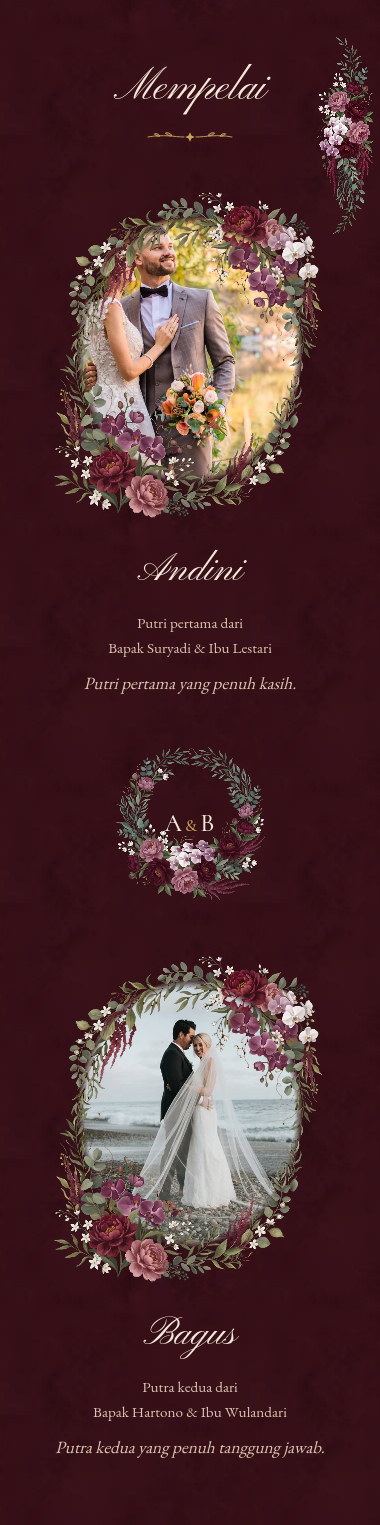 Mempelai
Andini
Putri pertama dari
Bapak Suryadi & Ibu Lestari
Putri pertama yang penuh kasih.
A & B
Bagus
Putra kedua dari
Bapak Hartono & Ibu Wulandari
Putra kedua yang penuh tanggung jawab.